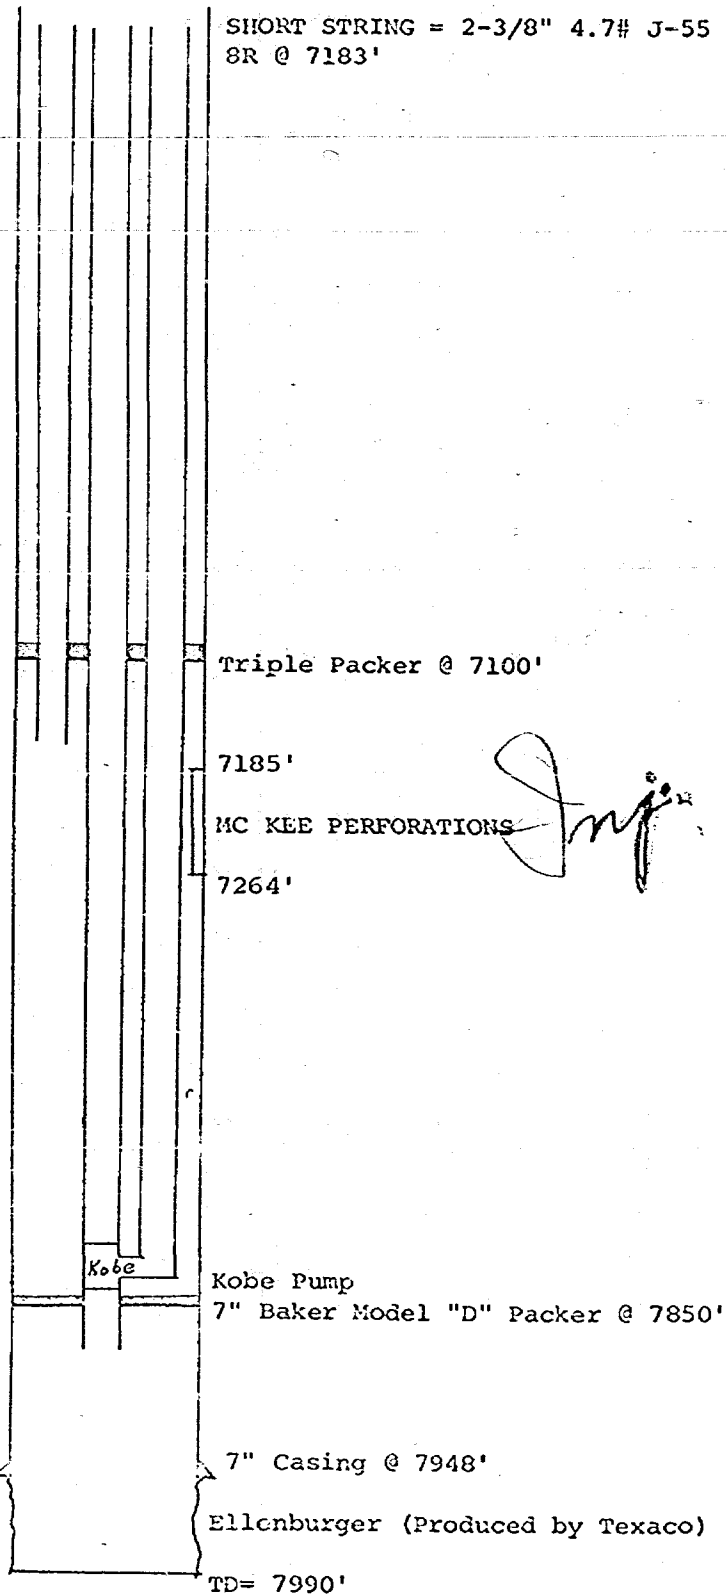 SHORT STRING = 2-3/8" 4.7# J-55
8R @ 7183'
Triple Packer @ 7100'
7185'
MC KEE PERFORATIONS
Inj.
7264'
Kobe
Kobe Pump
7" Baker Model "D" Packer @ 7850'
7" Casing @ 7948'
Ellenburger (Produced by Texaco)
TD= 7990'